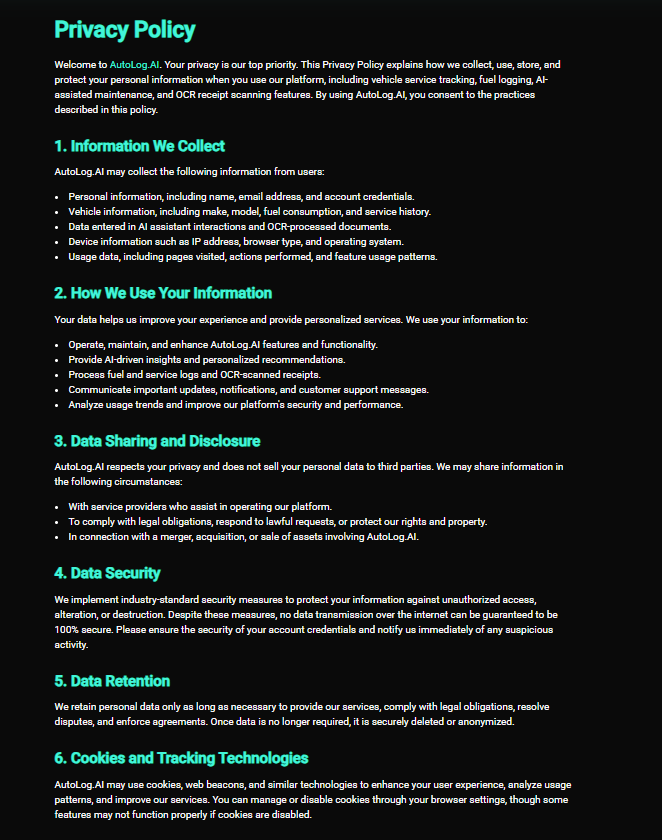 Privacy Policy
Welcome to AutoLog.AI. Your privacy is our top priority. This Privacy Policy explains how we collect, use, store, and
protect your personal information when you use our platform, including vehicle service tracking, fuel logging, AI-
assisted maintenance, and OCR receipt scanning features. By using AutoLog.AI, you consent to the practices
described in this policy.
1. Information We Collect
AutoLog.AI may collect the following information from users:
• Personal information, including name, email address, and account credentials.
• Vehicle information, including make, model, fuel consumption, and service history.
• Data entered in AI assistant interactions and OCR-processed documents.
• Device information such as IP address, browser type, and operating system.
• Usage data, including pages visited, actions performed, and feature usage patterns.
2. How We Use Your Information
Your data helps us improve your experience and provide personalized services. We use your information to:
• Operate, maintain, and enhance AutoLog.AI features and functionality.
• Provide AI-driven insights and personalized recommendations.
• Process fuel and service logs and OCR-scanned receipts.
• Communicate important updates, notifications, and customer support messages.
• Analyze usage trends and improve our platform's security and performance.
3. Data Sharing and Disclosure
AutoLog.AI respects your privacy and does not sell your personal data to third parties. We may share information in
the following circumstances:
• With service providers who assist in operating our platform.
• To comply with legal obligations, respond to lawful requests, or protect our rights and property.
• In connection with a merger, acquisition, or sale of assets involving AutoLog.AI.
4. Data Security
We implement industry-standard security measures to protect your information against unauthorized access,
alteration, or destruction. Despite these measures, no data transmission over the internet can be guaranteed to be
100% secure. Please ensure the security of your account credentials and notify us immediately of any suspicious
activity.
5. Data Retention
We retain personal data only as long as necessary to provide our services, comply with legal obligations, resolve
disputes, and enforce agreements. Once data is no longer required, it is securely deleted or anonymized.
6. Cookies and Tracking Technologies
AutoLog.AI may use cookies, web beacons, and similar technologies to enhance your user experience, analyze usage
patterns, and improve our services. You can manage or disable cookies through your browser settings, though some
features may not function properly if cookies are disabled.